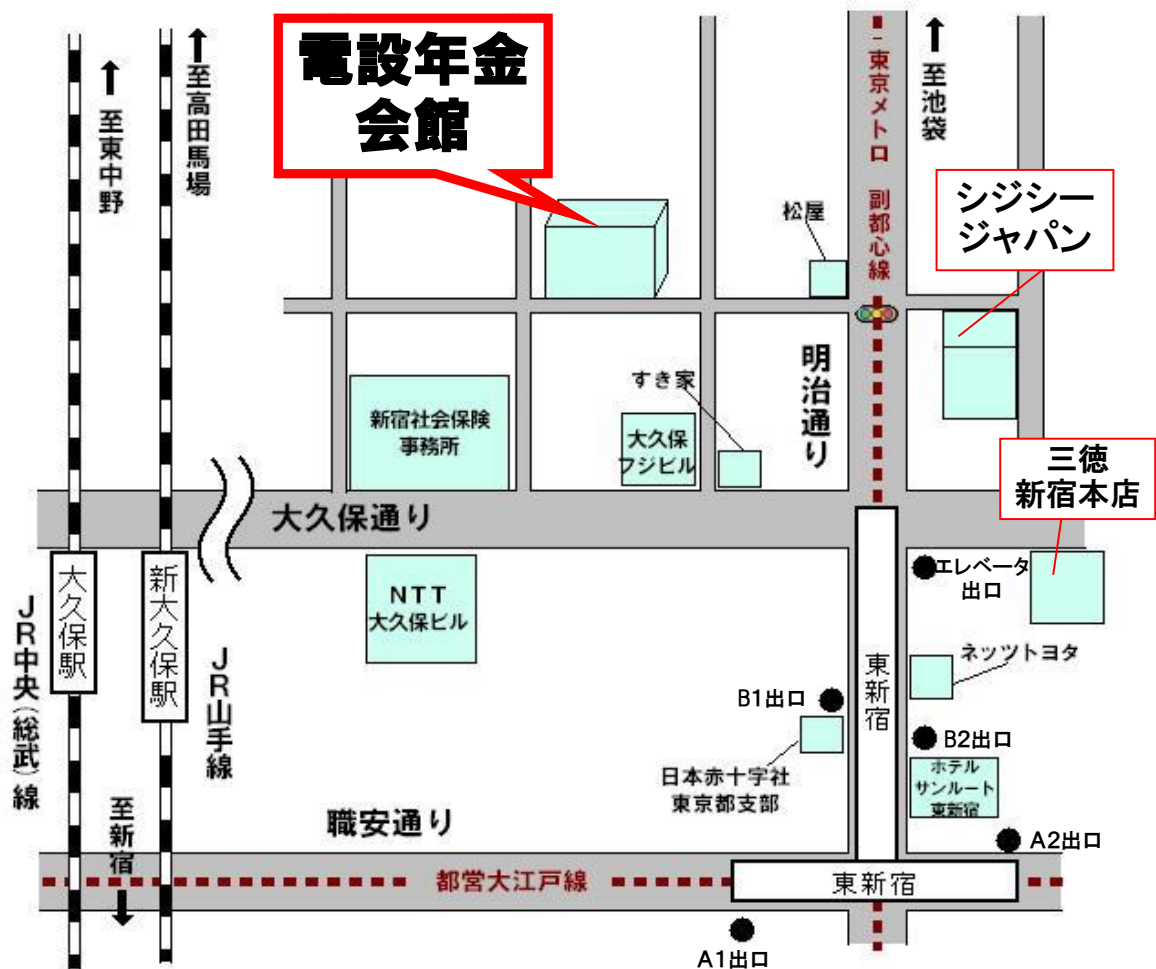 電設年金
会館
至東中野
至高田馬場
東京メトロ 副都心線
至池袋
シジシー
ジャパン
松屋
明治通り
すき家
新宿社会保険
事務所
大久保
フジビル
三徳
新宿本店
大久保通り
大久保駅
新大久保駅
JR中央(総武)線
JR山手線
NTT
大久保ビル
エレベータ
出口
東新宿
ネッツトヨタ
B1出口
B2出口
日本赤十字社
東京都支部
ホテル
サンルート
東新宿
至新宿
職安通り
A2出口
都営大江戸線
東新宿
A1出口